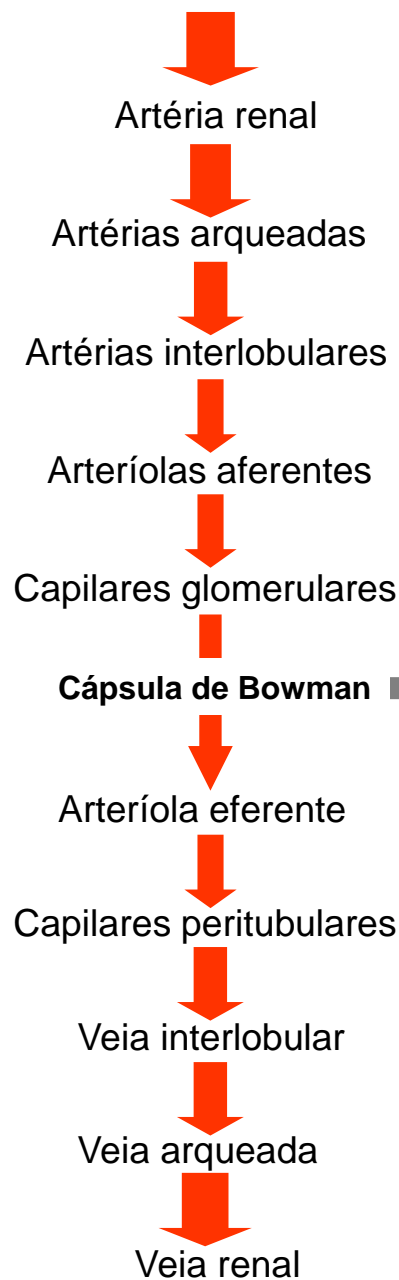 Artéria renal
Artérias arqueadas
Artérias interlobulares
Arteríolas aferentes
Capilares glomerulares
Cápsula de Bowman
Arteríola eferente
Capilares peritubulares
Veia interlobular
Veia arqueada
Veia renal